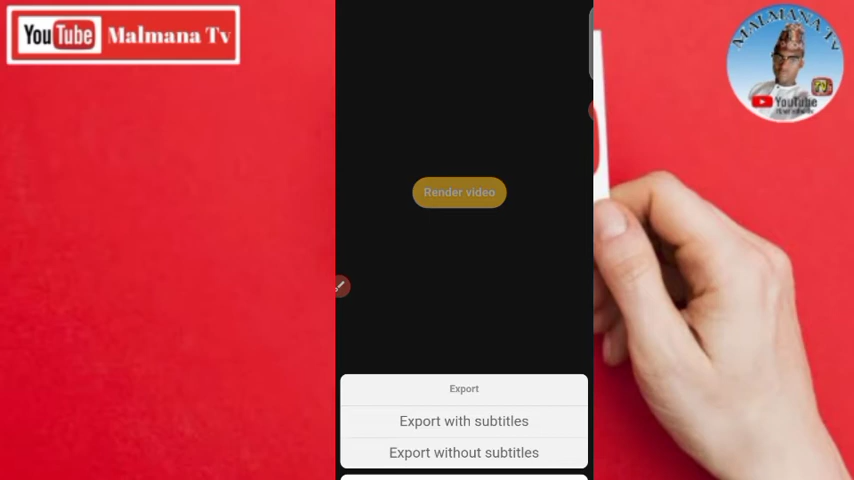 YouTube Malmana Tv
MALMANA Tv
YouTube
Render video
Export
Export with subtitles
Export without subtitles